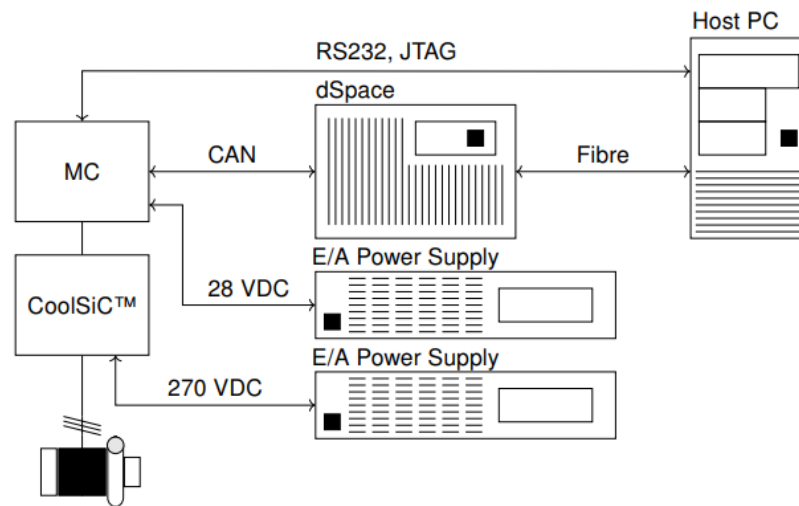 Host PC
RS232, JTAG
dSpace
MC
CAN
Fibre
E/A Power Supply
28 VDC
CoolSiC™
E/A Power Supply
270 VDC